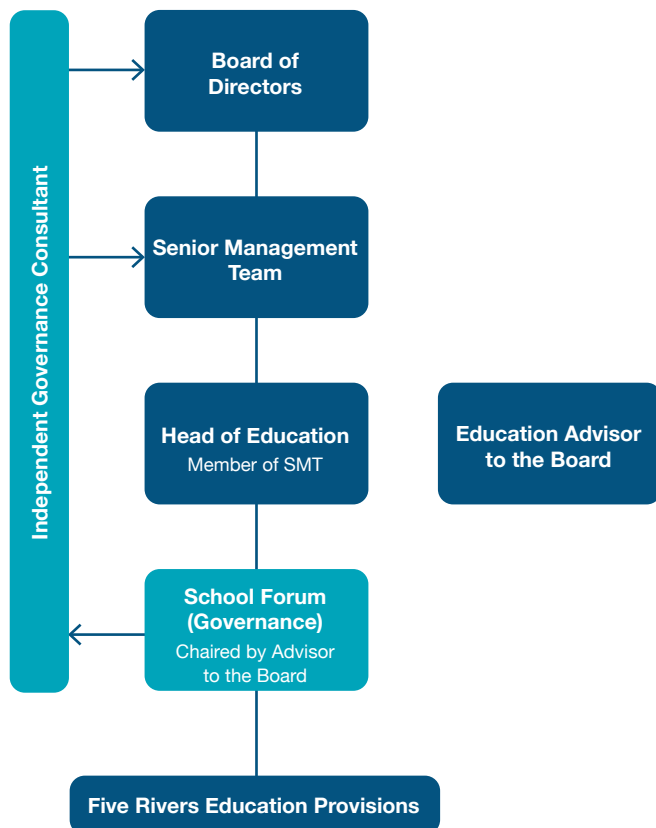 Independent Governance Consultant
Board of
Directors
Senior Management
Team
Head of Education
Member of SMT
Education Advisor
to the Board
School Forum
(Governance)
Chaired by Advisor
to the Board
Five Rivers Education Provisions